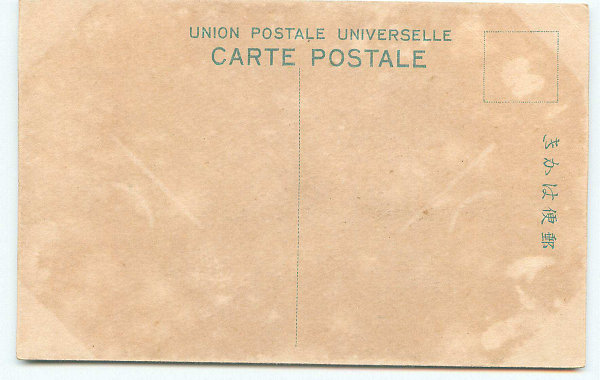 UNION POSTALE UNIVERSELLE
CARTE POSTALE
郵便はかき